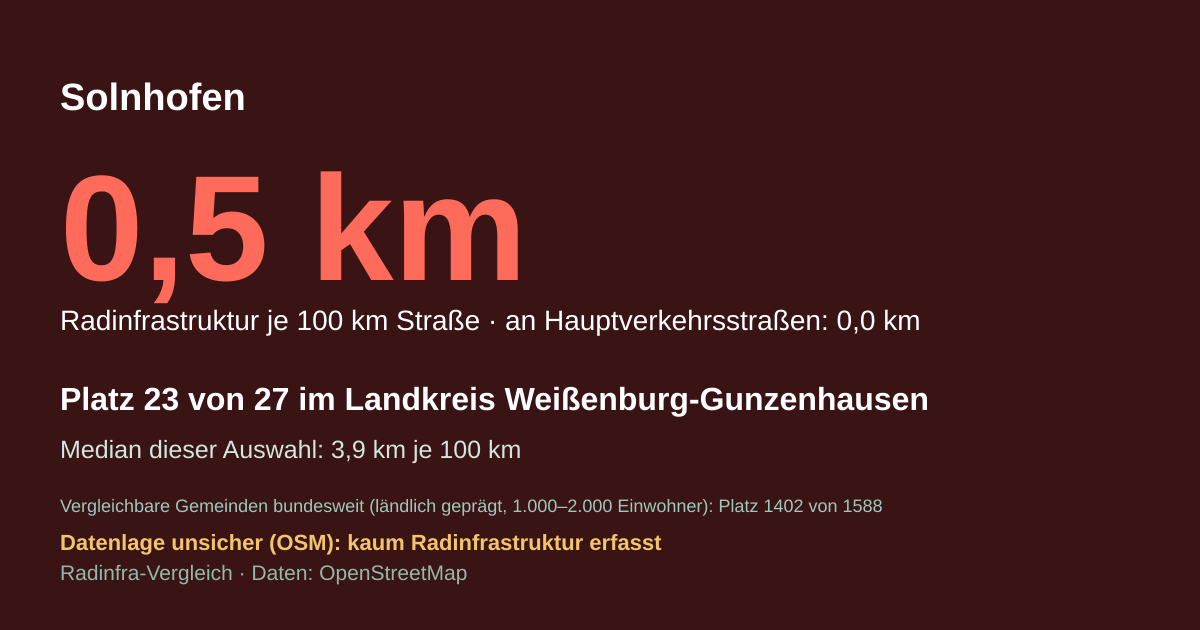 Solnhofen
0,5 km
Radinfrastruktur je 100 km Straße · an Hauptverkehrsstraßen: 0,0 km
Platz 23 von 27 im Landkreis Weißenburg-Gunzenhausen
Median dieser Auswahl: 3,9 km je 100 km
Vergleichbare Gemeinden bundesweit (ländlich geprägt, 1.000–2.000 Einwohner): Platz 1402 von 1588
Datenlage unsicher (OSM): kaum Radinfrastruktur erfasst
Radinfra-Vergleich · Daten: OpenStreetMap